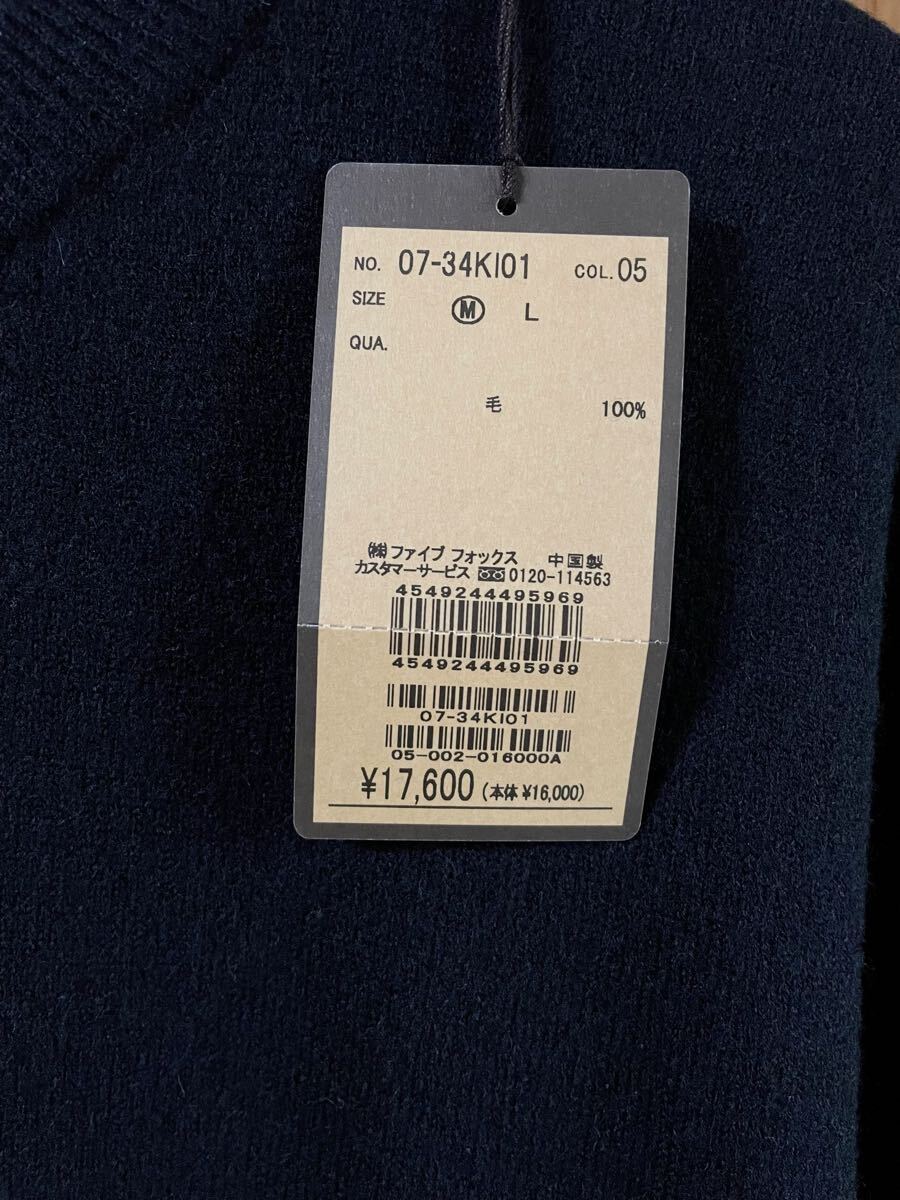 NO. 07-34KI01 COL.05
SIZE Ⓜ L
QUA.
毛 100%
㈱ファイブ フォックス 中国製
カスタマーサービス 0120-114563
4549244495969
4549244495969
07-34KI01
05-002-016000A
¥17,600 (本体 ¥16,000)